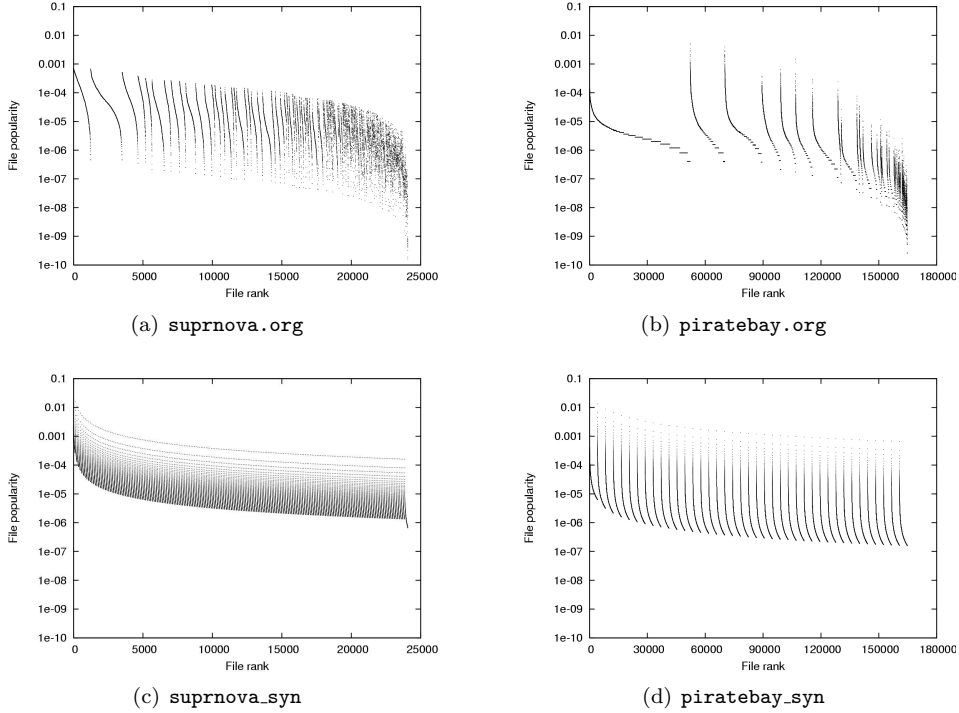 0.1
0.01
0.001
1e-04
1e-05
1e-06
1e-07
1e-08
1e-09
1e-10
File popularity
0 5000 10000 15000 20000 25000
File rank
(a) suprnova.org
0.1
0.01
0.001
1e-04
1e-05
1e-06
1e-07
1e-08
1e-09
1e-10
File popularity
0 30000 60000 90000 120000 150000 180000
File rank
(b) piratebay.org
0.1
0.01
0.001
1e-04
1e-05
1e-06
1e-07
1e-08
1e-09
1e-10
File popularity
0 5000 10000 15000 20000 25000
File rank
(c) suprnova_syn
0.1
0.01
0.001
1e-04
1e-05
1e-06
1e-07
1e-08
1e-09
1e-10
File popularity
0 30000 60000 90000 120000 150000 180000
File rank
(d) piratebay_syn